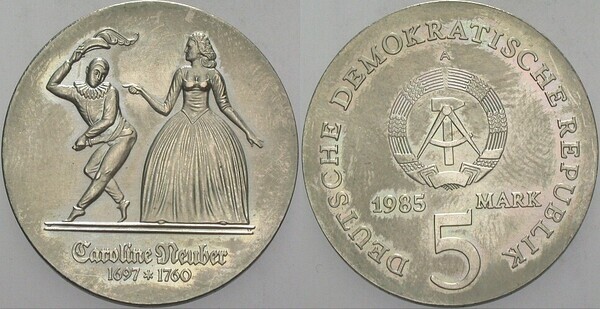 Caroline Neuber
1697 * 1760
DEUTSCHE DEMOKRATISCHE REPUBLIK
A
1985 MARK
5